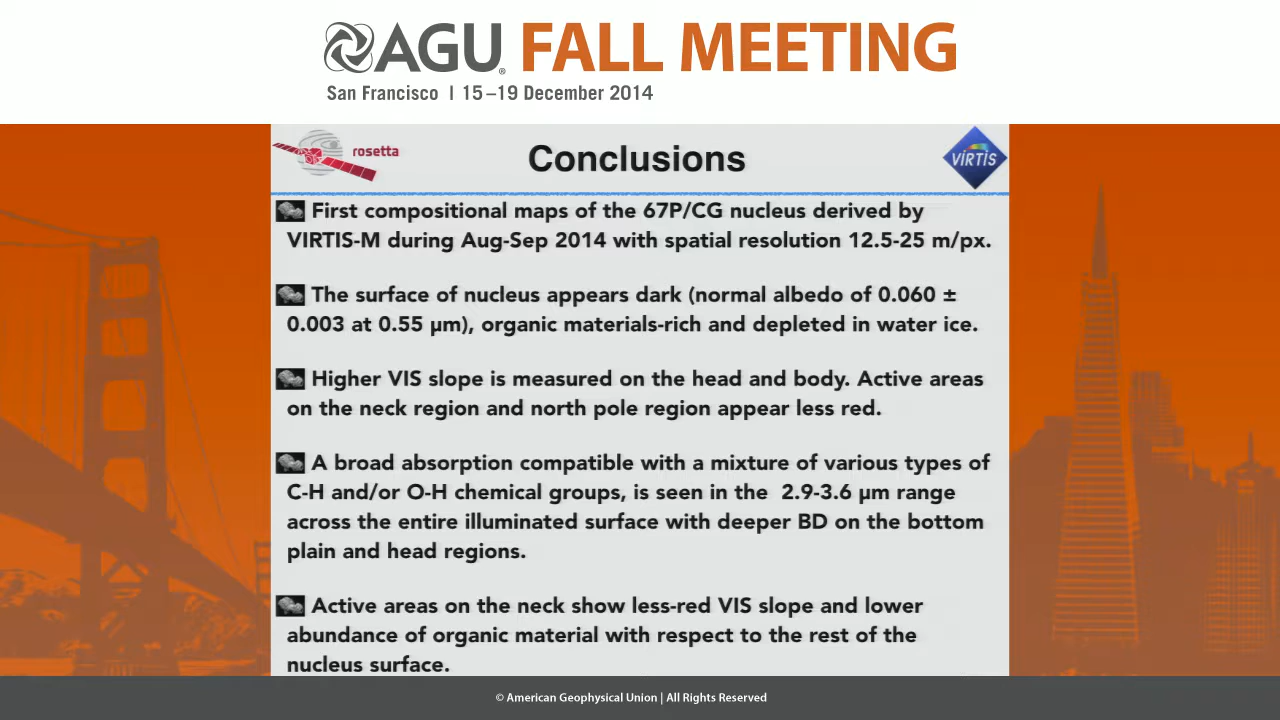 AGU® FALL MEETING
San Francisco | 15–19 December 2014
rosetta
Conclusions
VIRTIS
First compositional maps of the 67P/CG nucleus derived by
VIRTIS-M during Aug-Sep 2014 with spatial resolution 12.5-25 m/px.
The surface of nucleus appears dark (normal albedo of 0.060 ±
0.003 at 0.55 µm), organic materials-rich and depleted in water ice.
Higher VIS slope is measured on the head and body. Active areas
on the neck region and north pole region appear less red.
A broad absorption compatible with a mixture of various types of
C-H and/or O-H chemical groups, is seen in the 2.9-3.6 µm range
across the entire illuminated surface with deeper BD on the bottom
plain and head regions.
Active areas on the neck show less-red VIS slope and lower
abundance of organic material with respect to the rest of the
nucleus surface.
© American Geophysical Union | All Rights Reserved